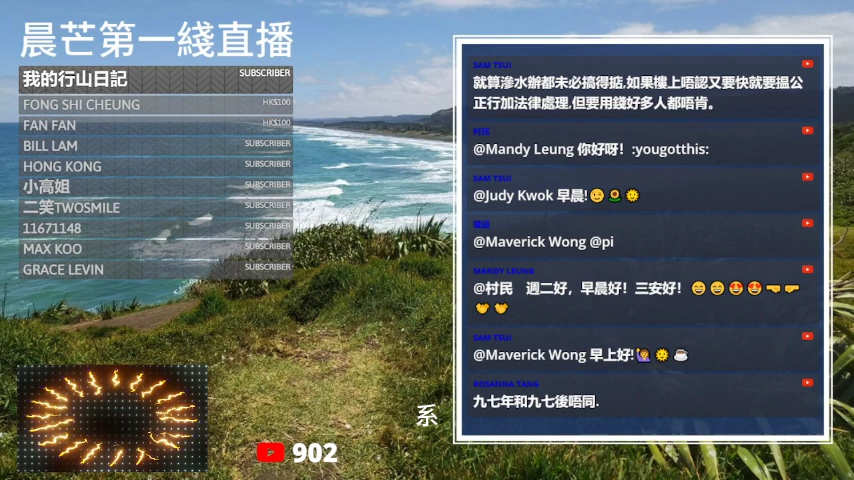 晨芒第一綫直播
我的行山日記 SUBSCRIBER
FONG SHI CHEUNG HK$100
FAN FAN HK$100
BILL LAM SUBSCRIBER
HONG KONG SUBSCRIBER
小高姐 SUBSCRIBER
二笑TWOSMILE SUBSCRIBER
11671148 SUBSCRIBER
MAX KOO SUBSCRIBER
GRACE LEVIN SUBSCRIBER
902
系
SAM TSUI
就算滲水辦都未必搞得掂,如果樓上唔認又要快就要搵公
正行加法律處理,但要用錢好多人都唔肯。
村民
@Mandy Leung 你好呀！:yougotthis:
SAM TSUI
@Judy Kwok 早晨!😉🌻🌞
@Maverick Wong @pi
MANDY LEUNG
@村民　週二好，早晨好！三安好！ 😄😄😍😍🤜🤛
SAM TSUI
@Maverick Wong 早上好!🙋🌞☕
ROSANNA TANG
九七年和九七後唔同.